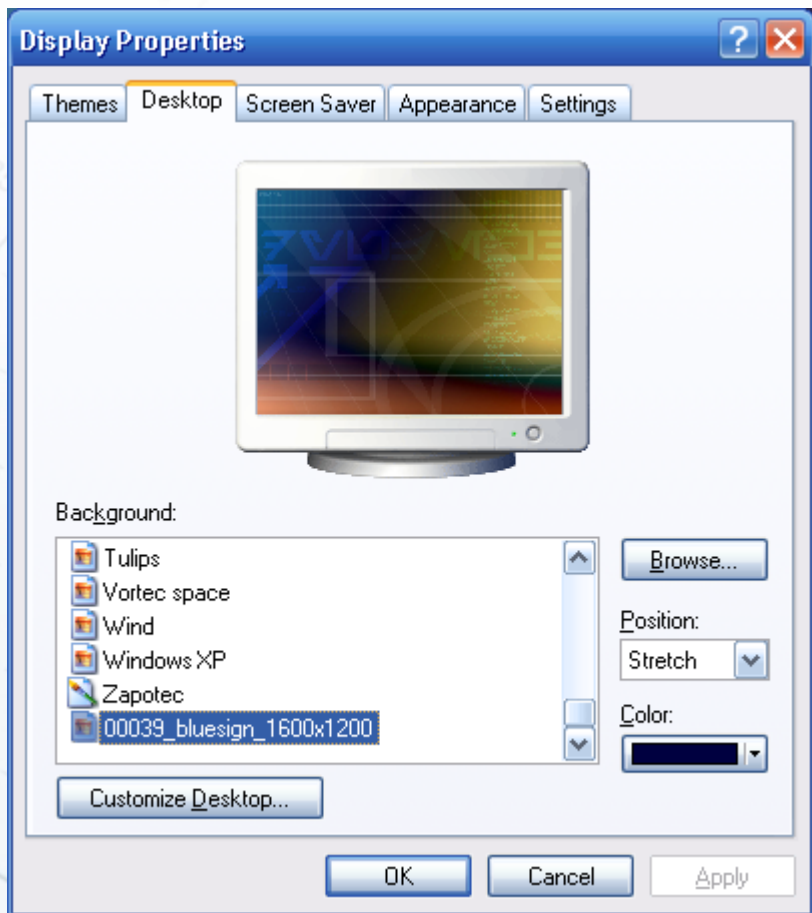 Display Properties
Themes Desktop Screen Saver Appearance Settings
Background:
Tulips
Vortec space
Wind
Windows XP
Zapotec
00039_bluesign_1600x1200
Browse...
Position:
Stretch
Color:
Customize Desktop...
OK Cancel Apply